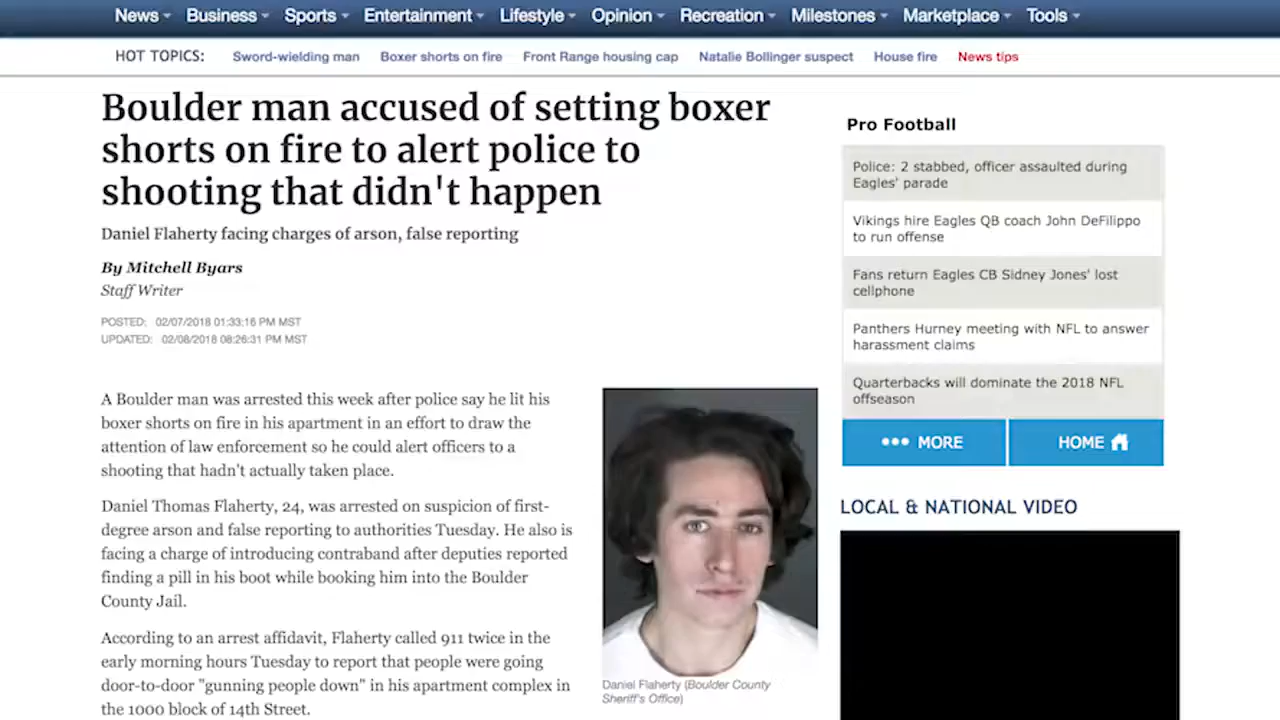 News Business Sports Entertainment Lifestyle Opinion Recreation Milestones Marketplace Tools
HOT TOPICS: Sword-wielding man Boxer shorts on fire Front Range housing cap Natalie Bollinger suspect House fire News tips
Boulder man accused of setting boxer
shorts on fire to alert police to
shooting that didn't happen
Daniel Flaherty facing charges of arson, false reporting
By Mitchell Byars
Staff Writer
POSTED: 02/07/2018 01:33:16 PM MST
UPDATED: 02/08/2018 08:26:31 PM MST
A Boulder man was arrested this week after police say he lit his
boxer shorts on fire in his apartment in an effort to draw the
attention of law enforcement so he could alert officers to a
shooting that hadn't actually taken place.
Daniel Thomas Flaherty, 24, was arrested on suspicion of first-
degree arson and false reporting to authorities Tuesday. He also is
facing a charge of introducing contraband after deputies reported
finding a pill in his boot while booking him into the Boulder
County Jail.
According to an arrest affidavit, Flaherty called 911 twice in the
early morning hours Tuesday to report that people were going
door-to-door "gunning people down" in his apartment complex in
the 1000 block of 14th Street.
Daniel Flaherty (Boulder County
Sheriff's Office)
Pro Football
Police: 2 stabbed, officer assaulted during
Eagles' parade
Vikings hire Eagles QB coach John DeFilippo
to run offense
Fans return Eagles CB Sidney Jones' lost
cellphone
Panthers Hurney meeting with NFL to answer
harassment claims
Quarterbacks will dominate the 2018 NFL
offseason
MORE HOME
LOCAL & NATIONAL VIDEO